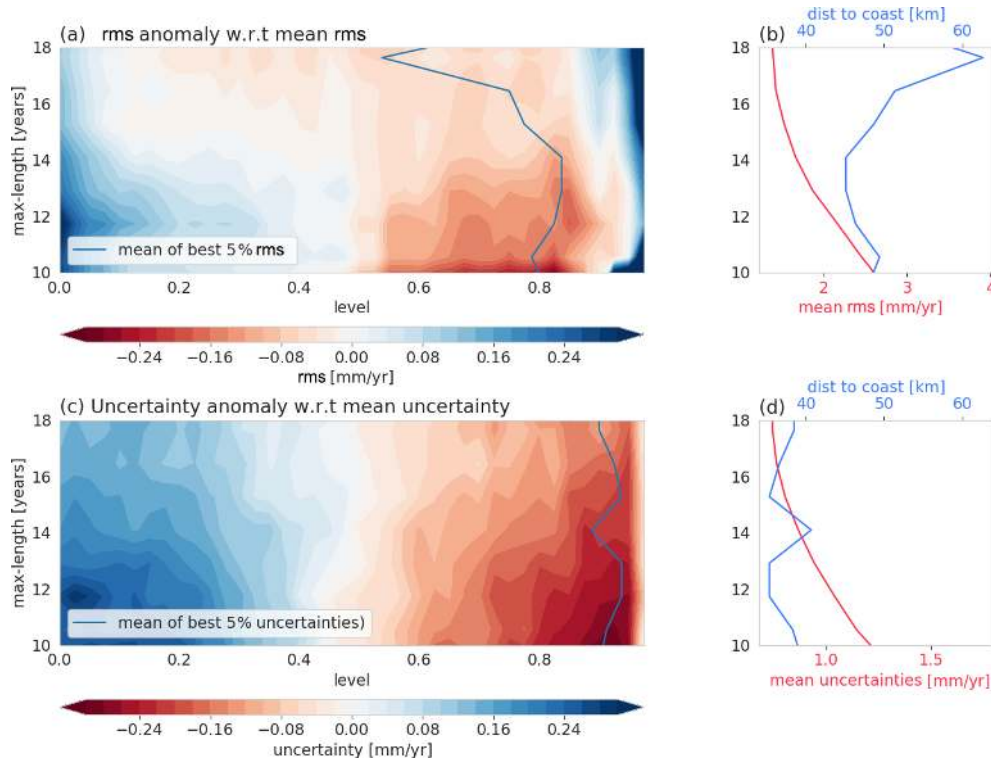 (a) rms anomaly w.r.t mean rms
18
16
14
12
10
max-length [years]
mean of best 5% rms
0.0 0.2 0.4 0.6 0.8
level
−0.24 −0.16 −0.08 0.00 0.08 0.16 0.24
rms [mm/yr]
dist to coast [km]
40 50 60
(b)
18
16
14
12
10
2 3 4
mean rms [mm/yr]
(c) Uncertainty anomaly w.r.t mean uncertainty
18
16
14
12
10
max-length [years]
mean of best 5% uncertainties)
0.0 0.2 0.4 0.6 0.8
level
−0.24 −0.16 −0.08 0.00 0.08 0.16 0.24
uncertainty [mm/yr]
dist to coast [km]
40 50 60
(d)
18
16
14
12
10
1.0 1.5
mean uncertainties [mm/yr]